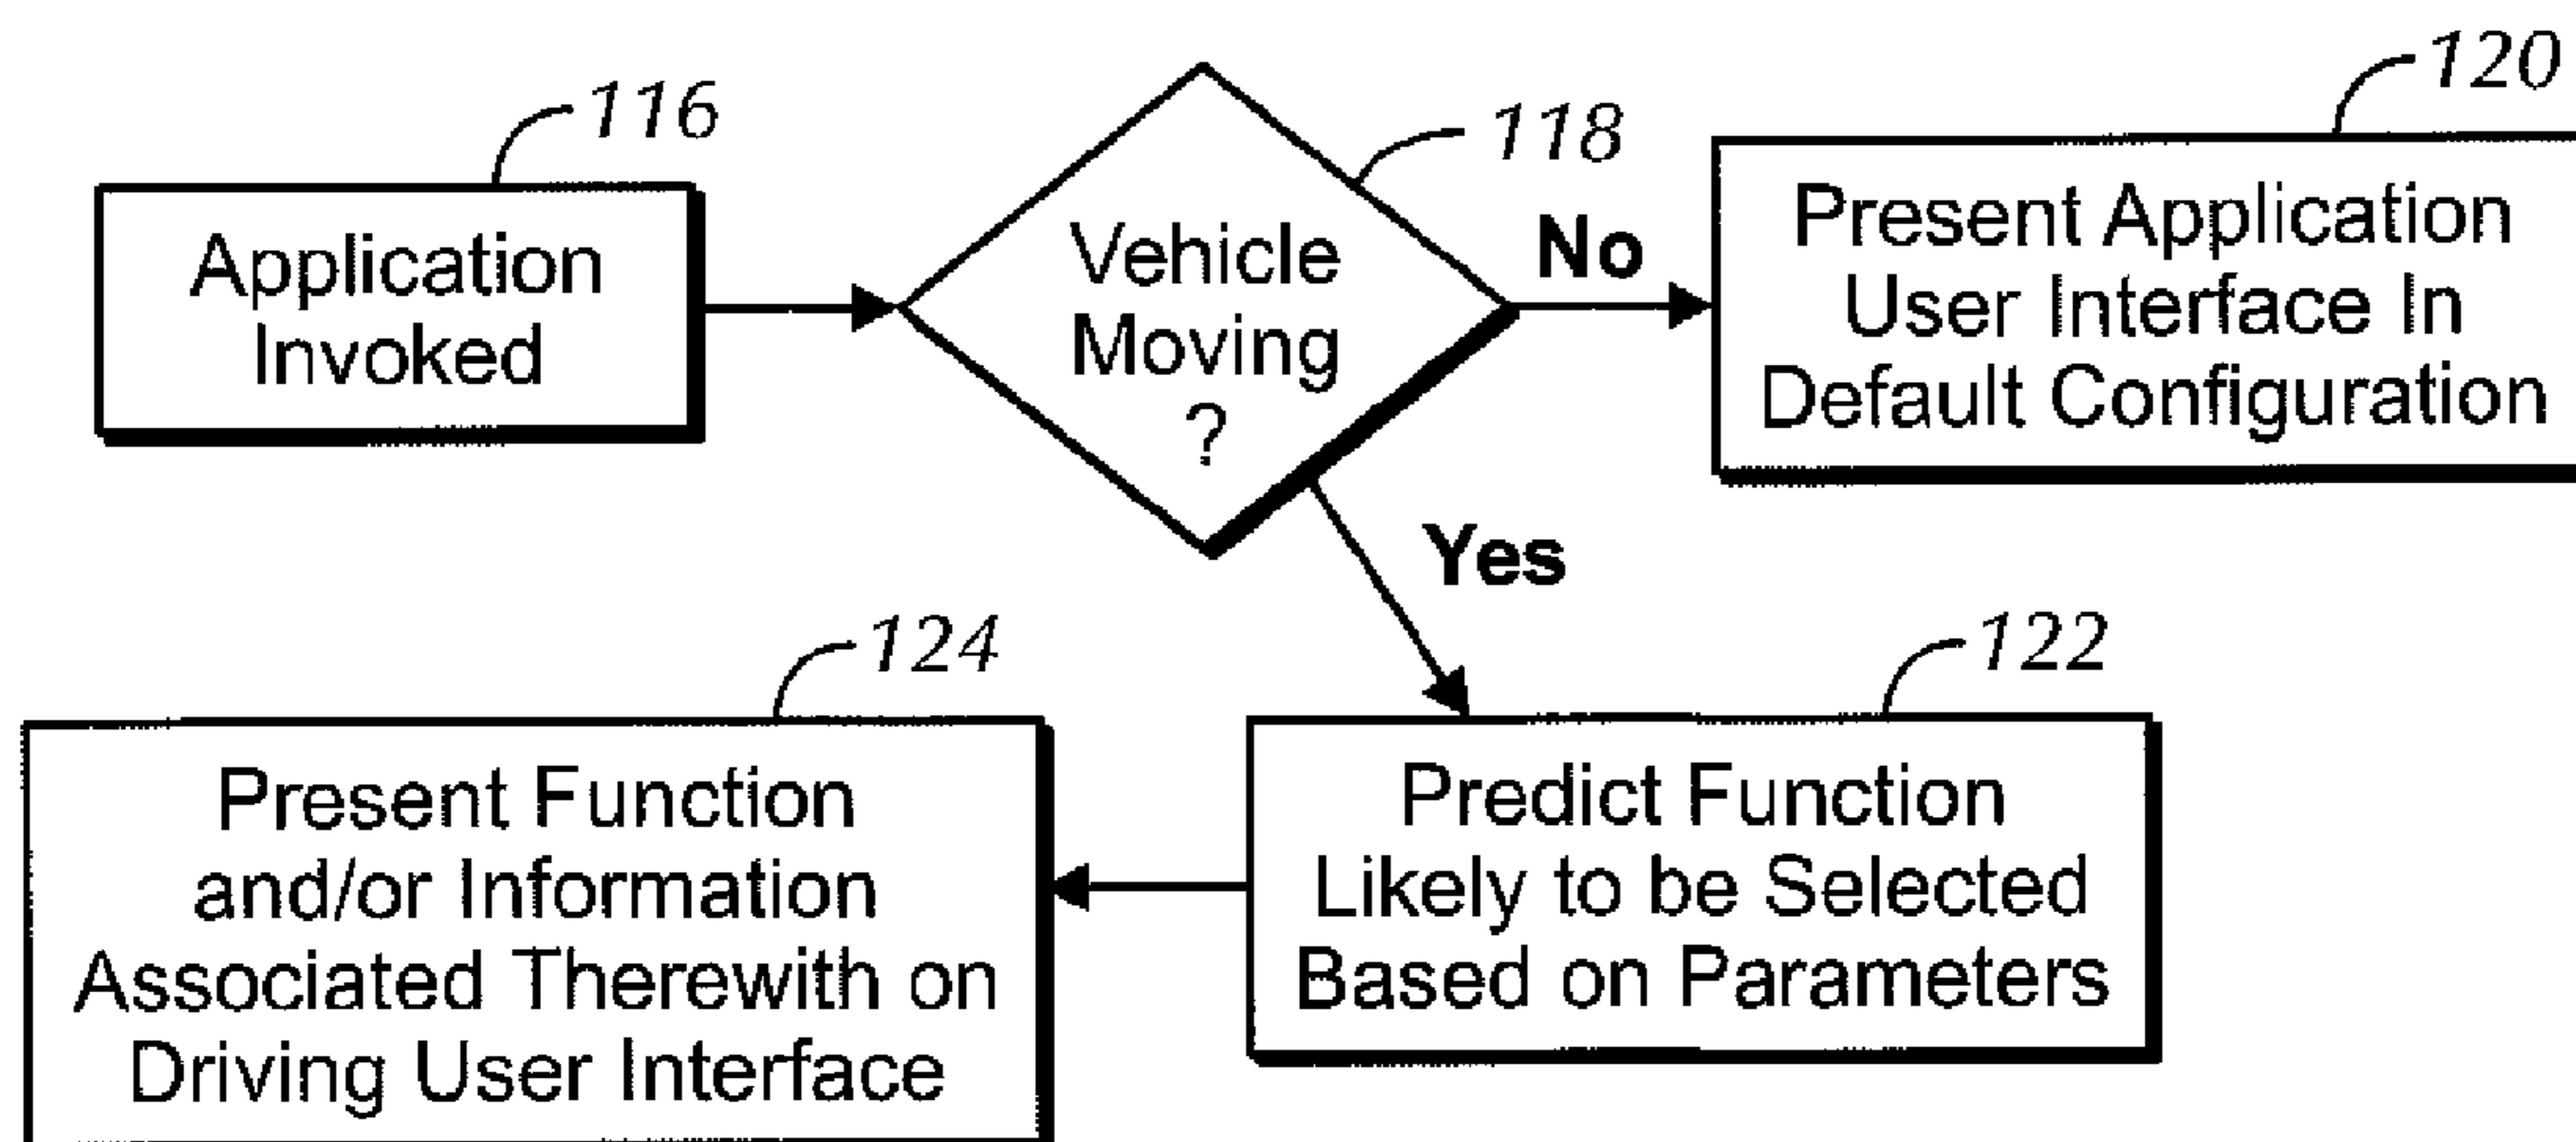 116
Application
Invoked
118
Vehicle
Moving
?
No
120
Present Application
User Interface In
Default Configuration
Yes
122
Predict Function
Likely to be Selected
Based on Parameters
124
Present Function
and/or Information
Associated Therewith on
Driving User Interface